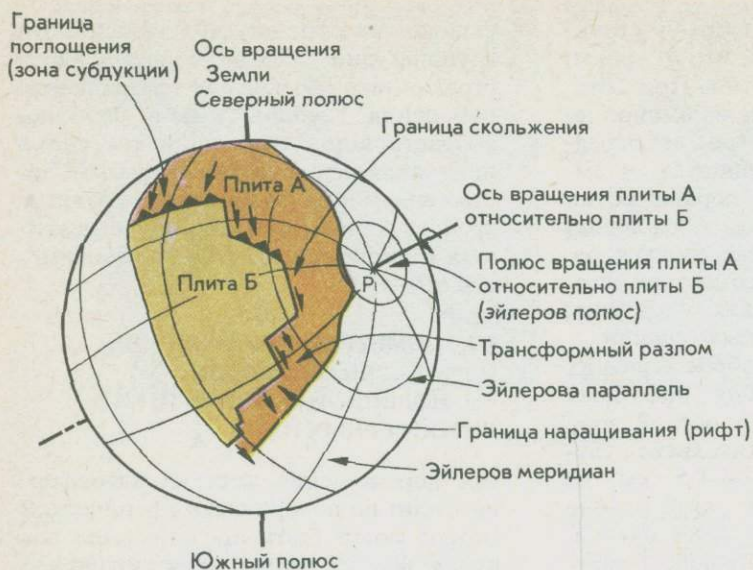 Граница
поглощения
(зона субдукции)
Ось вращения
Земли
Северный полюс
Граница скольжения
Плита А
Ось вращения плиты А
относительно плиты Б
Плита Б
P₁
Полюс вращения плиты А
относительно плиты Б
(эйлеров полюс)
Трансформный разлом
Эйлерова параллель
Граница наращивания (рифт)
Эйлеров меридиан
Южный полюс